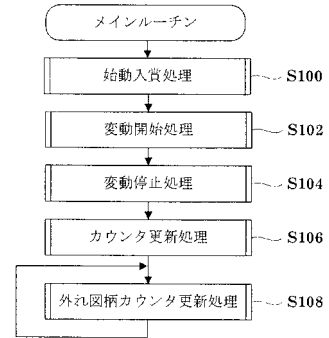 メインルーチン
始動入賞処理 S100
変動開始処理 S102
変動停止処理 S104
カウンタ更新処理 S106
外れ図柄カウンタ更新処理 S108